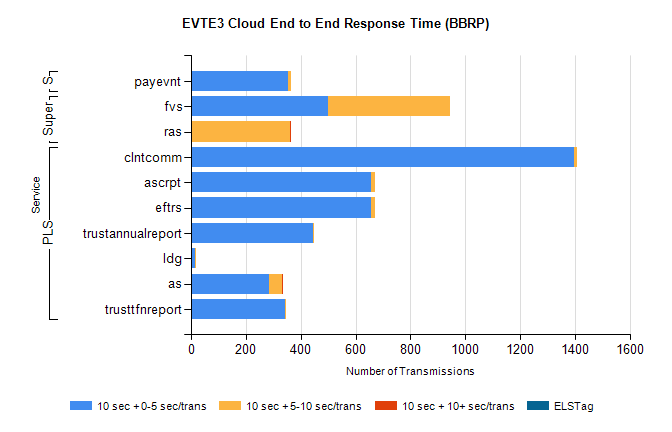 EVTE3 Cloud End to End Response Time (BBRP)
payevnt
fvs
ras
clntcomm
ascrpt
eftrs
trustannualreport
ldg
as
trusttfnreport
Super
PLS
Service
0 200 400 600 800 1000 1200 1400 1600
Number of Transmissions
10 sec +0-5 sec/trans 10 sec +5-10 sec/trans 10 sec + 10+ sec/trans ELSTag